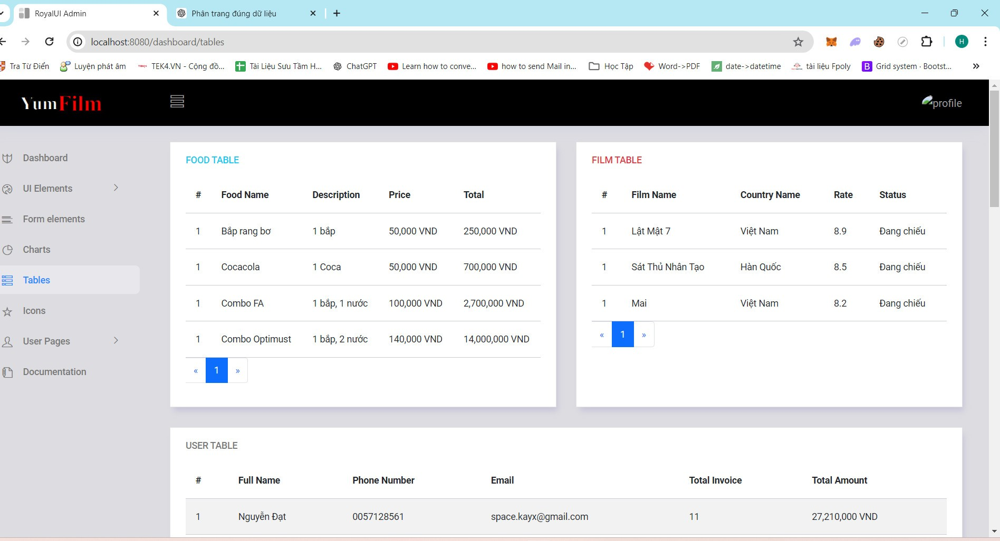 RoyalUI Admin
Phân trang đúng dữ liệu
localhost:8080/dashboard/tables
H
Tra Từ Điển
Luyện phát âm
TEK4.VN - Cộng đồ...
Tài Liệu Sưu Tầm H...
ChatGPT
Learn how to conve...
how to send Mail in...
Học Tập
Word->PDF
date->datetime
tài liệu Fpoly
B Grid system · Bootst...
YumFilm
profile
Dashboard
UI Elements
Form elements
Charts
Tables
Icons
User Pages
Documentation
FOOD TABLE
# Food Name Description Price Total
1 Bắp rang bơ 1 bắp 50,000 VND 250,000 VND
1 Cocacola 1 Coca 50,000 VND 700,000 VND
1 Combo FA 1 bắp, 1 nước 100,000 VND 2,700,000 VND
1 Combo Optimust 1 bắp, 2 nước 140,000 VND 14,000,000 VND
« 1 »
FILM TABLE
# Film Name Country Name Rate Status
1 Lật Mật 7 Việt Nam 8.9 Đang chiếu
1 Sát Thủ Nhân Tạo Hàn Quốc 8.5 Đang chiếu
1 Mai Việt Nam 8.2 Đang chiếu
« 1 »
USER TABLE
# Full Name Phone Number Email Total Invoice Total Amount
1 Nguyễn Đạt 0057128561 space.kayx@gmail.com 11 27,210,000 VND